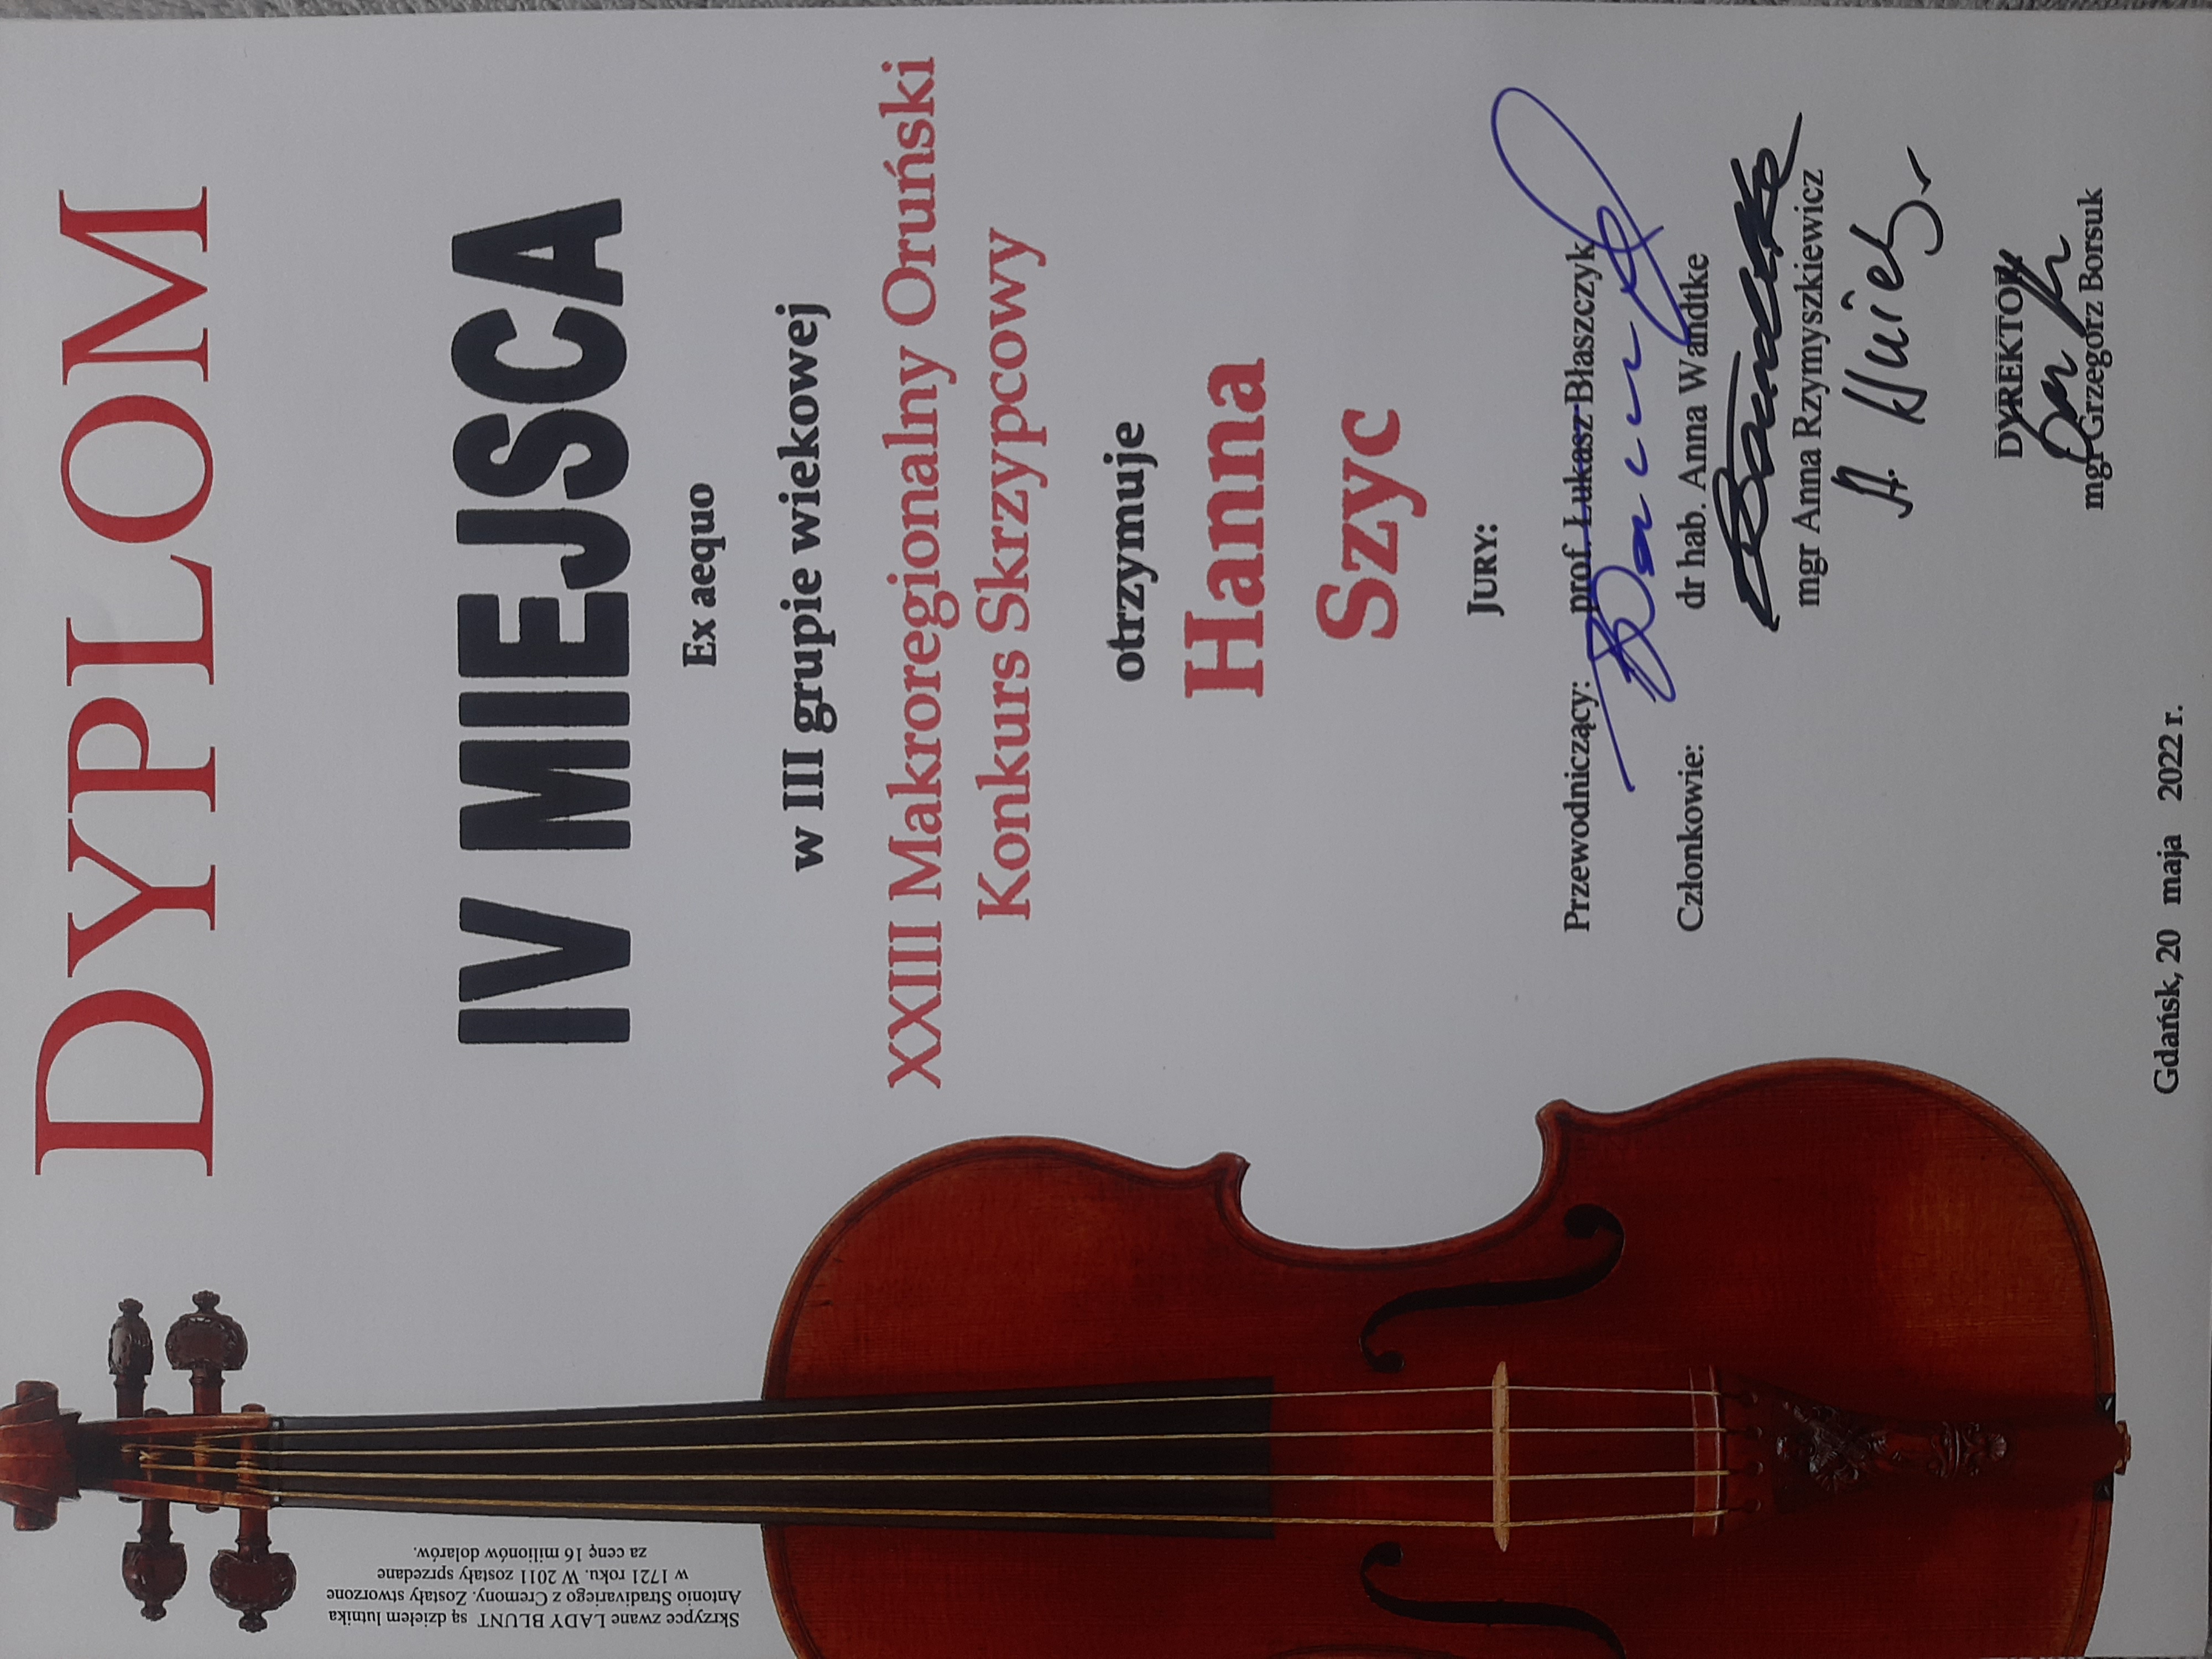 DYPLOM
IV MIEJSCA
Ex aequo
w III grupie wiekowej
XXIII Makroregionalny Oruński
Konkurs Skrzypcowy
otrzymuje
Hanna
Szyc
JURY:
Przewodniczący: prof. Łukasz Błaszczyk
Członkowie: dr hab. Anna Wandtke
mgr Anna Rzymyszkiewicz
DYREKTOR
mgr Grzegorz Borsuk
Gdańsk, 20 maja 2022 r.
Skrzypce zwane LADY BLUNT są dziełem lutnika
Antonio Stradivariego z Cremony. Zostały stworzone
w 1721 roku. W 2011 zostały sprzedane
za cenę 16 milionów dolarów.